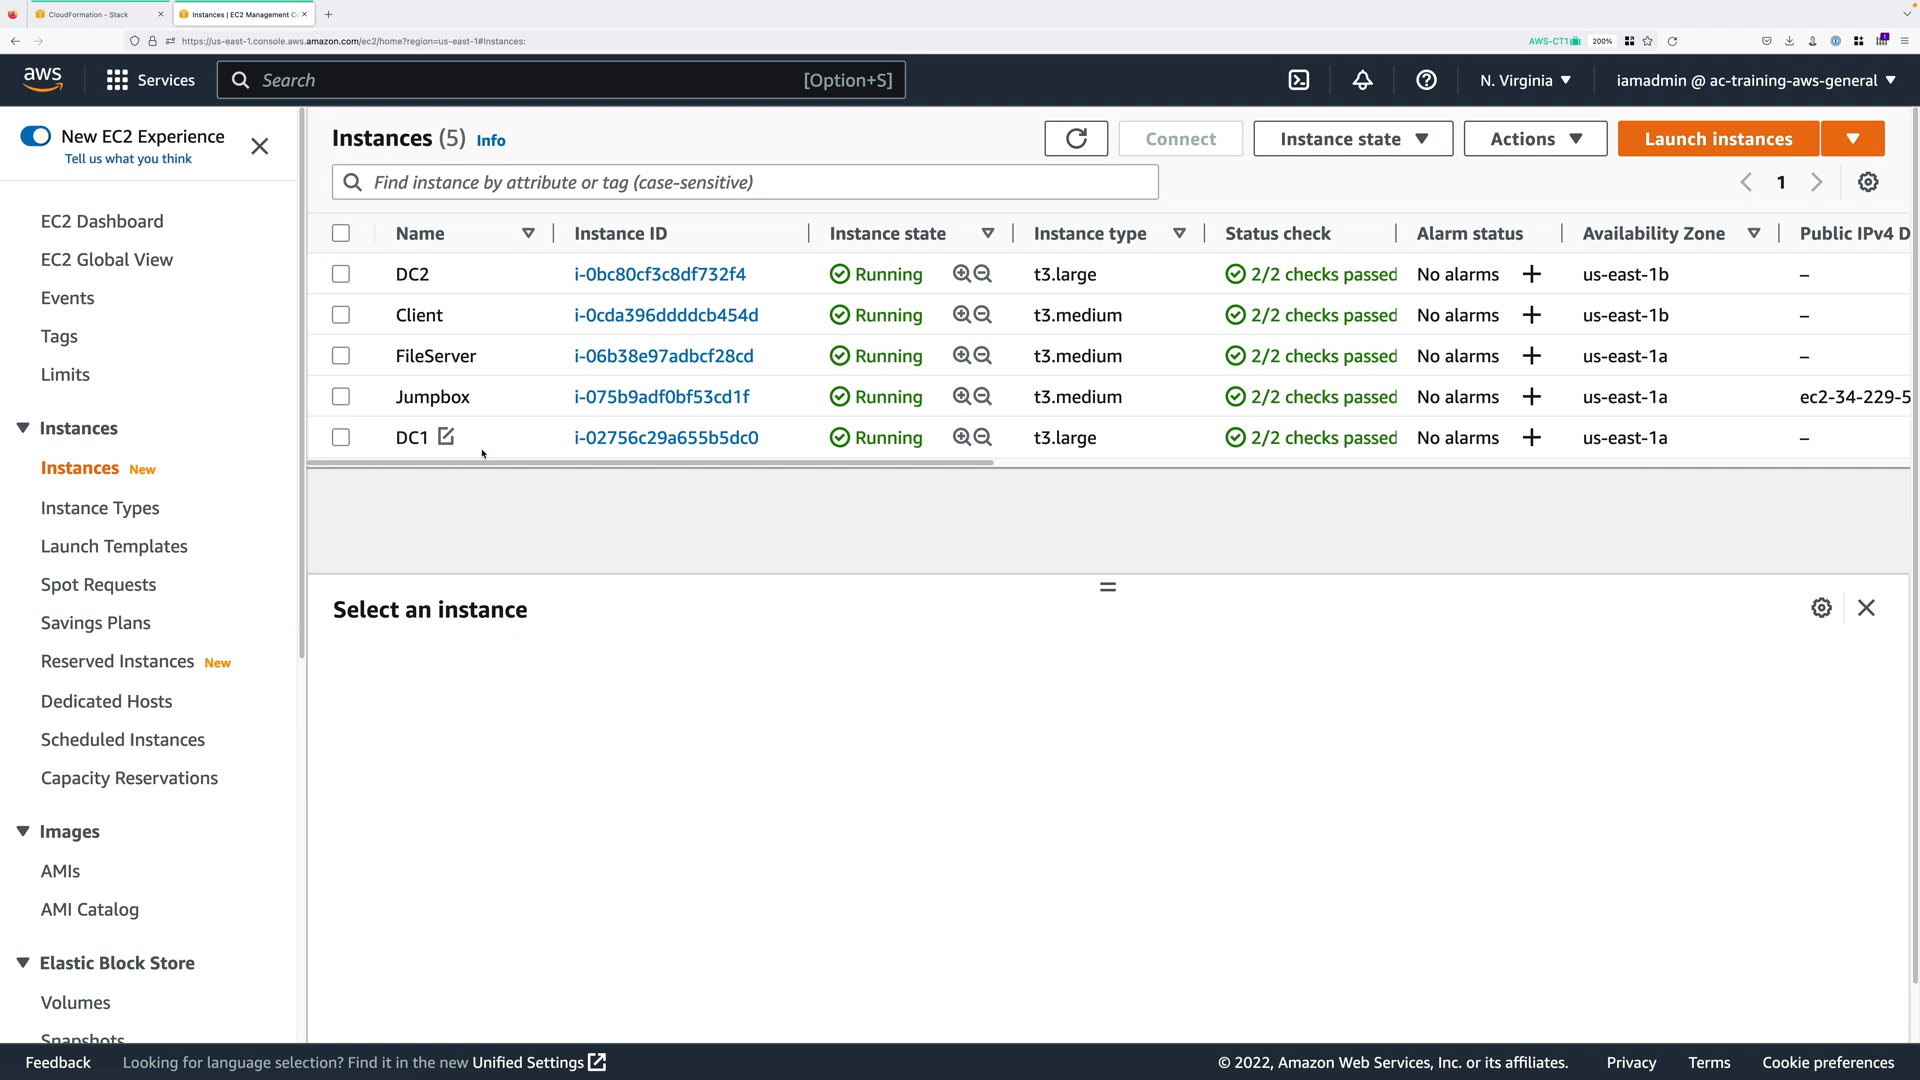 CloudFormation - Stack
Instances | EC2 Management Co
https://us-east-1.console.aws.amazon.com/ec2/home?region=us-east-1#Instances:
AWS-CT1
200%
aws
Services
Search
[Option+S]
N. Virginia
iamadmin @ ac-training-aws-general
New EC2 Experience
Tell us what you think
EC2 Dashboard
EC2 Global View
Events
Tags
Limits
Instances
Instances New
Instance Types
Launch Templates
Spot Requests
Savings Plans
Reserved Instances New
Dedicated Hosts
Scheduled Instances
Capacity Reservations
Images
AMIs
AMI Catalog
Elastic Block Store
Volumes
Snapshots
Instances (5) Info
Connect
Instance state
Actions
Launch instances
Find instance by attribute or tag (case-sensitive)
1
Name Instance ID Instance state Instance type Status check Alarm status Availability Zone Public IPv4 D
DC2 i-0bc80cf3c8df732f4 Running t3.large 2/2 checks passed No alarms + us-east-1b –
Client i-0cda396ddddcb454d Running t3.medium 2/2 checks passed No alarms + us-east-1b –
FileServer i-06b38e97adbcf28cd Running t3.medium 2/2 checks passed No alarms + us-east-1a –
Jumpbox i-075b9adf0bf53cd1f Running t3.medium 2/2 checks passed No alarms + us-east-1a ec2-34-229-5
DC1 i-02756c29a655b5dc0 Running t3.large 2/2 checks passed No alarms + us-east-1a –
Select an instance
Feedback
Looking for language selection? Find it in the new Unified Settings
© 2022, Amazon Web Services, Inc. or its affiliates.
Privacy
Terms
Cookie preferences